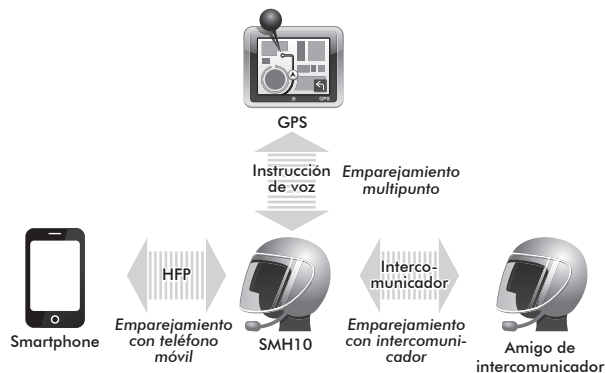 GPS
GPS
Instrucción
de voz
Emparejamiento
multipunto
HFP
Interco-
municador
Smartphone
Emparejamiento
con teléfono
móvil
SMH10
Emparejamiento
con intercomuni-
cador
Amigo de
intercomunicador